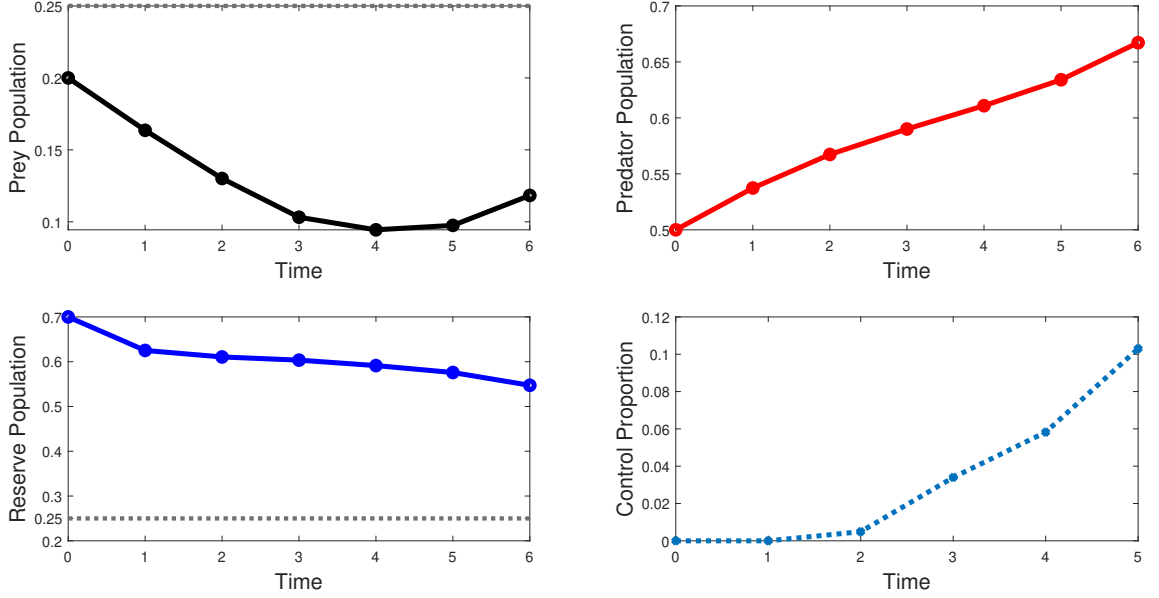 0.25
0.2
0.15
0.1
Prey Population
0 1 2 3 4 5 6
Time
0.7
0.65
0.6
0.55
0.5
Predator Population
0 1 2 3 4 5 6
Time
0.7
0.6
0.5
0.4
0.3
0.25
0.2
Reserve Population
0 1 2 3 4 5 6
Time
0.12
0.1
0.08
0.06
0.04
0.02
0
Control Proportion
0 1 2 3 4 5
Time